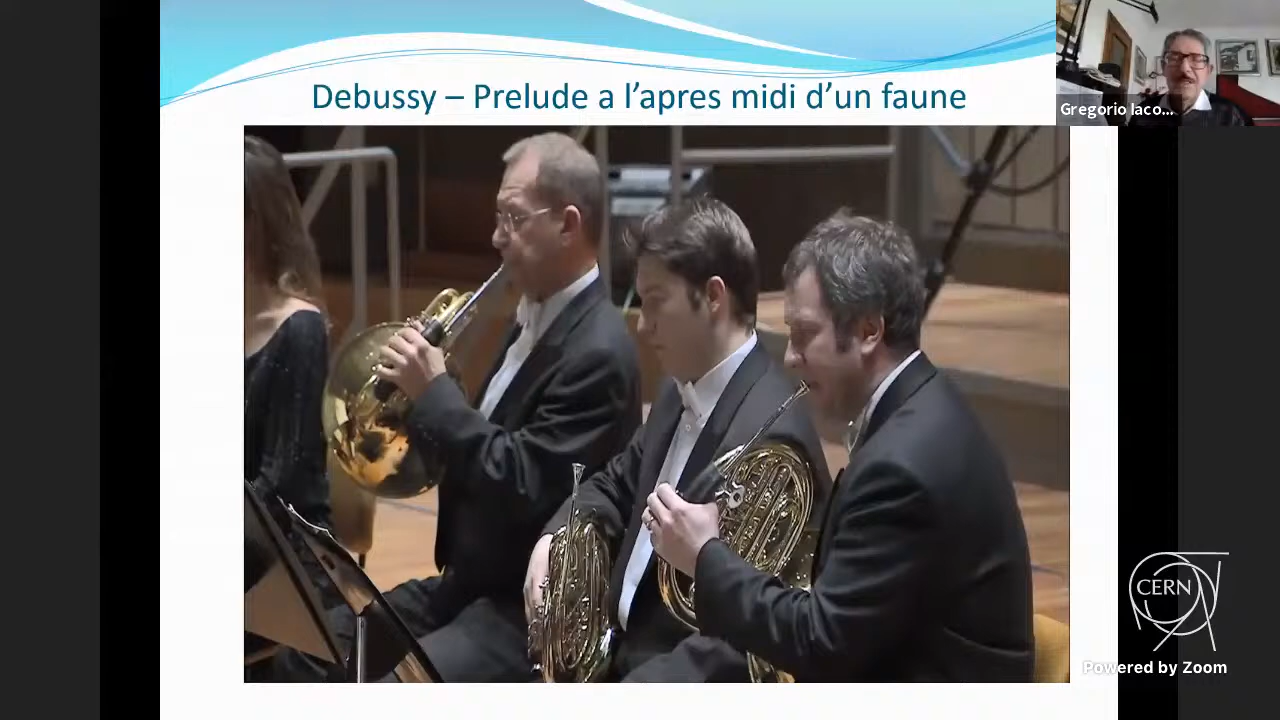 Debussy – Prelude a l’apres midi d’un faune
Gregorio Iaco...
CERN
Powered by Zoom